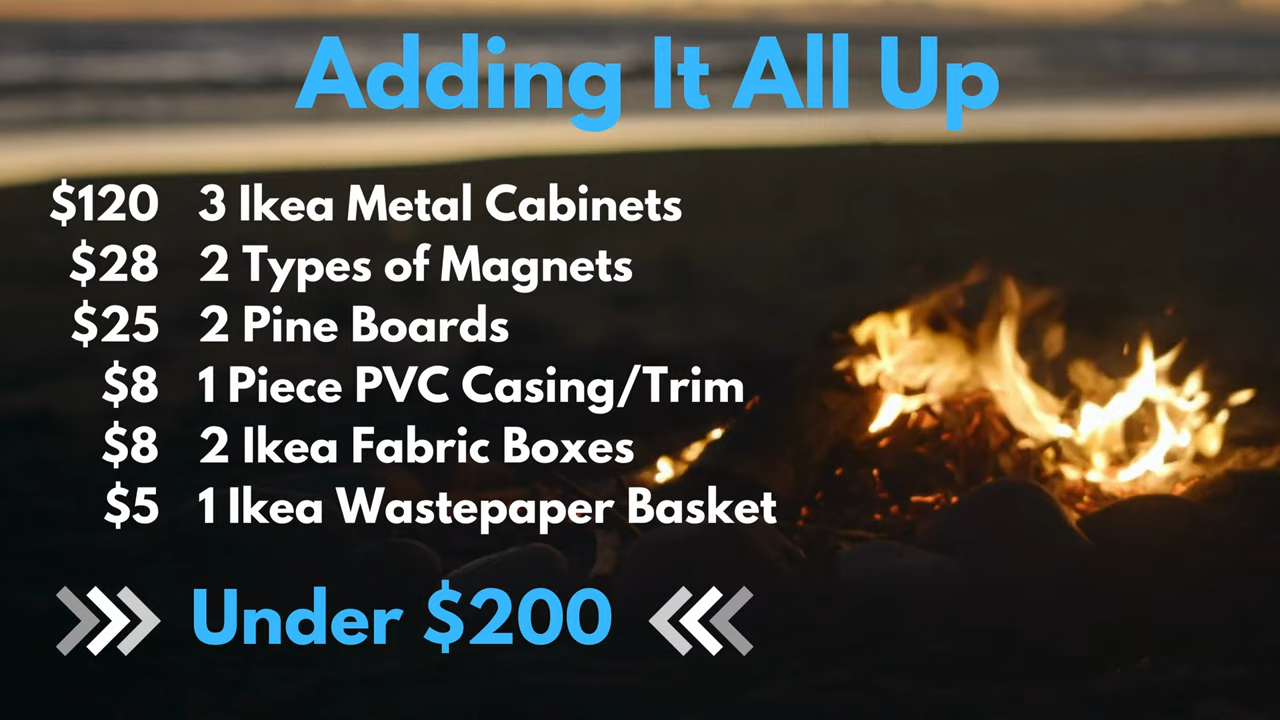 Adding It All Up
$120 3 Ikea Metal Cabinets
$28 2 Types of Magnets
$25 2 Pine Boards
$8 1 Piece PVC Casing/Trim
$8 2 Ikea Fabric Boxes
$5 1 Ikea Wastepaper Basket
Under $200